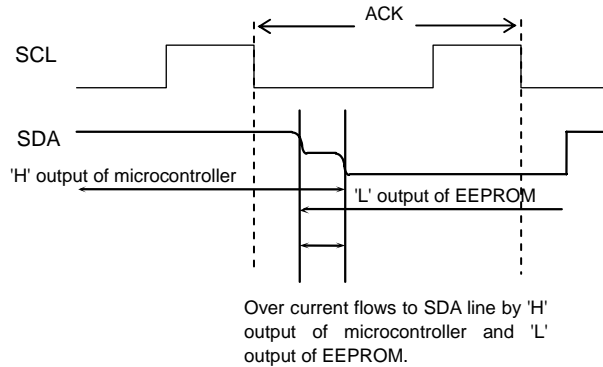 ACK
SCL
SDA
'H' output of microcontroller
'L' output of EEPROM
Over current flows to SDA line by 'H'
output of microcontroller and 'L'
output of EEPROM.